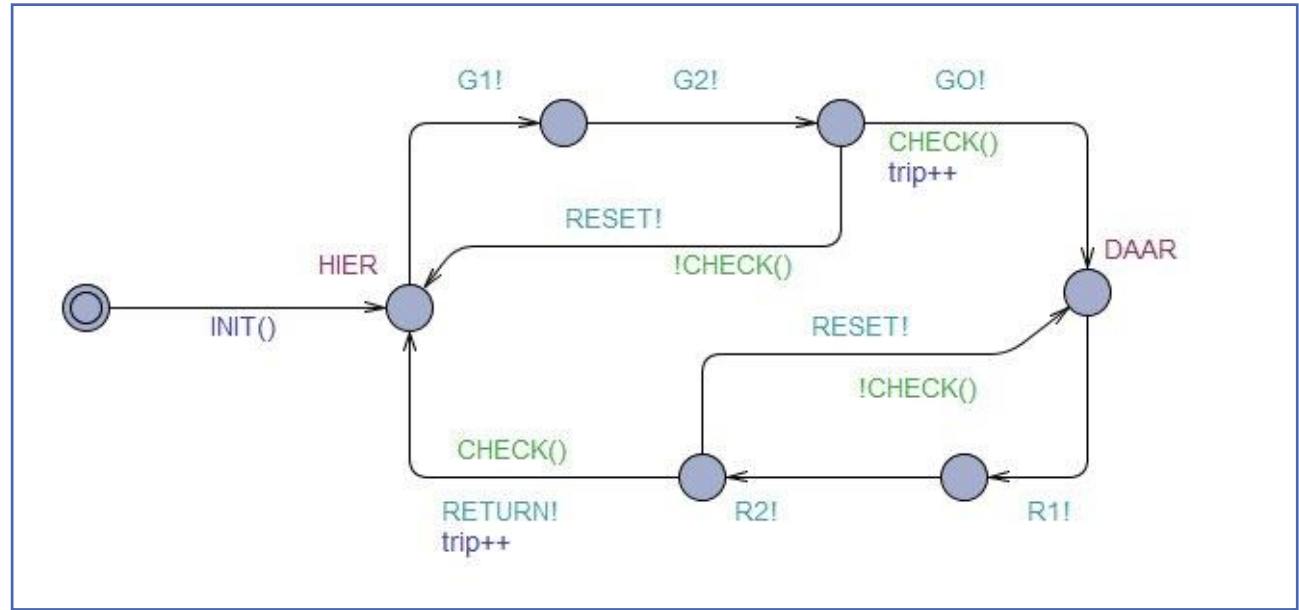 G1!
G2!
GO!
CHECK()
trip++
RESET!
!CHECK()
HIER
DAAR
INIT()
RESET!
!CHECK()
CHECK()
RETURN!
trip++
R2!
R1!